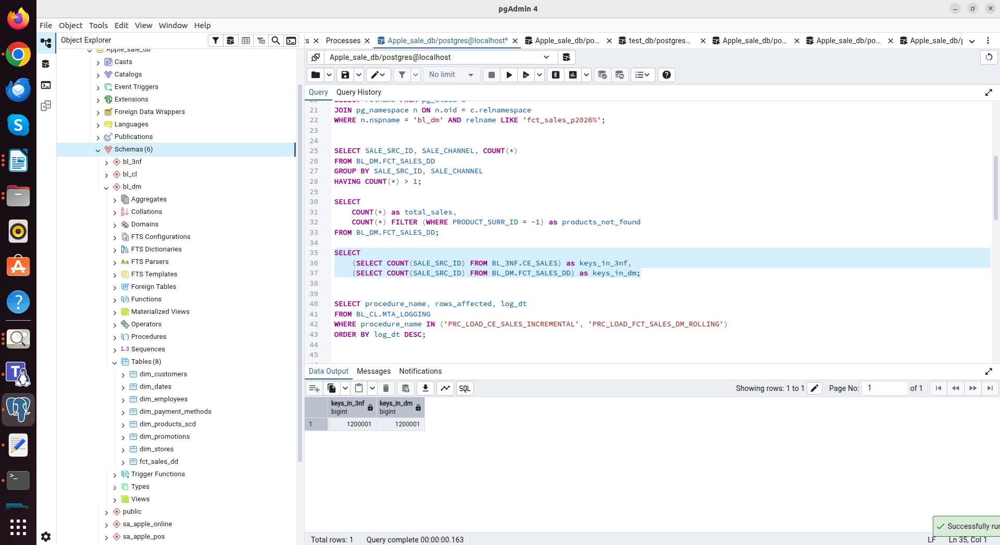 pgAdmin 4
File Object Tools Edit View Window Help
Object Explorer
ts Processes Apple_sale_db/postgres@localhost* Apple_sale_db/po... test_db/postgres... Apple_sale_db/po... Apple_sale_db/po... Apple_sale_db/p
Apple_sale_db
Casts
Catalogs
Event Triggers
Extensions
Foreign Data Wrappers
Languages
Publications
Schemas (6)
bl_3nf
bl_cl
bl_dm
Aggregates
Collations
Domains
FTS Configurations
FTS Dictionaries
Aa FTS Parsers
FTS Templates
Foreign Tables
Functions
Materialized Views
Operators
Procedures
1..3 Sequences
Tables (8)
dim_customers
dim_dates
dim_employees
dim_payment_methods
dim_products_scd
dim_promotions
dim_stores
fct_sales_dd
Trigger Functions
Types
Views
public
sa_apple_online
sa_apple_pos
Apple_sale_db/postgres@localhost
No limit
Query Query History
20 SELECT relname FROM pg_class c
21 JOIN pg_namespace n ON n.oid = c.relnamespace
22 WHERE n.nspname = 'bl_dm' AND relname LIKE 'fct_sales_p2026%';
23
24
25 SELECT SALE_SRC_ID, SALE_CHANNEL, COUNT(*)
26 FROM BL_DM.FCT_SALES_DD
27 GROUP BY SALE_SRC_ID, SALE_CHANNEL
28 HAVING COUNT(*) > 1;
29
30 SELECT
31 COUNT(*) as total_sales,
32 COUNT(*) FILTER (WHERE PRODUCT_SURR_ID = -1) as products_not_found
33 FROM BL_DM.FCT_SALES_DD;
34
35 SELECT
36 (SELECT COUNT(SALE_SRC_ID) FROM BL_3NF.CE_SALES) as keys_in_3nf,
37 (SELECT COUNT(SALE_SRC_ID) FROM BL_DM.FCT_SALES_DD) as keys_in_dm;
38
39
40 SELECT procedure_name, rows_affected, log_dt
41 FROM BL_CL.MTA_LOGGING
42 WHERE procedure_name IN ('PRC_LOAD_CE_SALES_INCREMENTAL', 'PRC_LOAD_FCT_SALES_DM_ROLLING')
43 ORDER BY log_dt DESC;
44
45
Data Output Messages Notifications
SQL Showing rows: 1 to 1 Page No: 1 of 1
keys_in_3nf keys_in_dm
bigint bigint
1 1200001 1200001
Successfully run
Total rows: 1 Query complete 00:00:00.163 LF Ln 35, Col 1